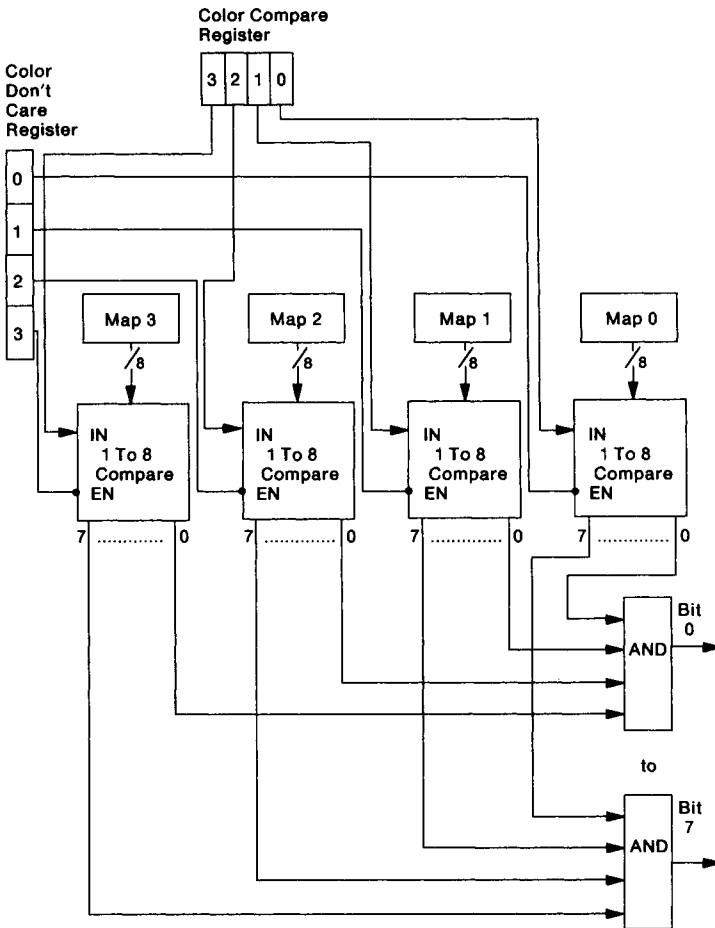 Color Compare
Register
3 2 1 0
Color
Don't
Care
Register
0
1
2
3
Map 3
Map 2
Map 1
Map 0
8
8
8
8
IN
1 To 8
Compare
EN
IN
1 To 8
Compare
EN
IN
1 To 8
Compare
EN
IN
1 To 8
Compare
EN
7 ............ 0
7 ............ 0
7 ............ 0
7 ............ 0
AND
Bit
0
to
AND
Bit
7